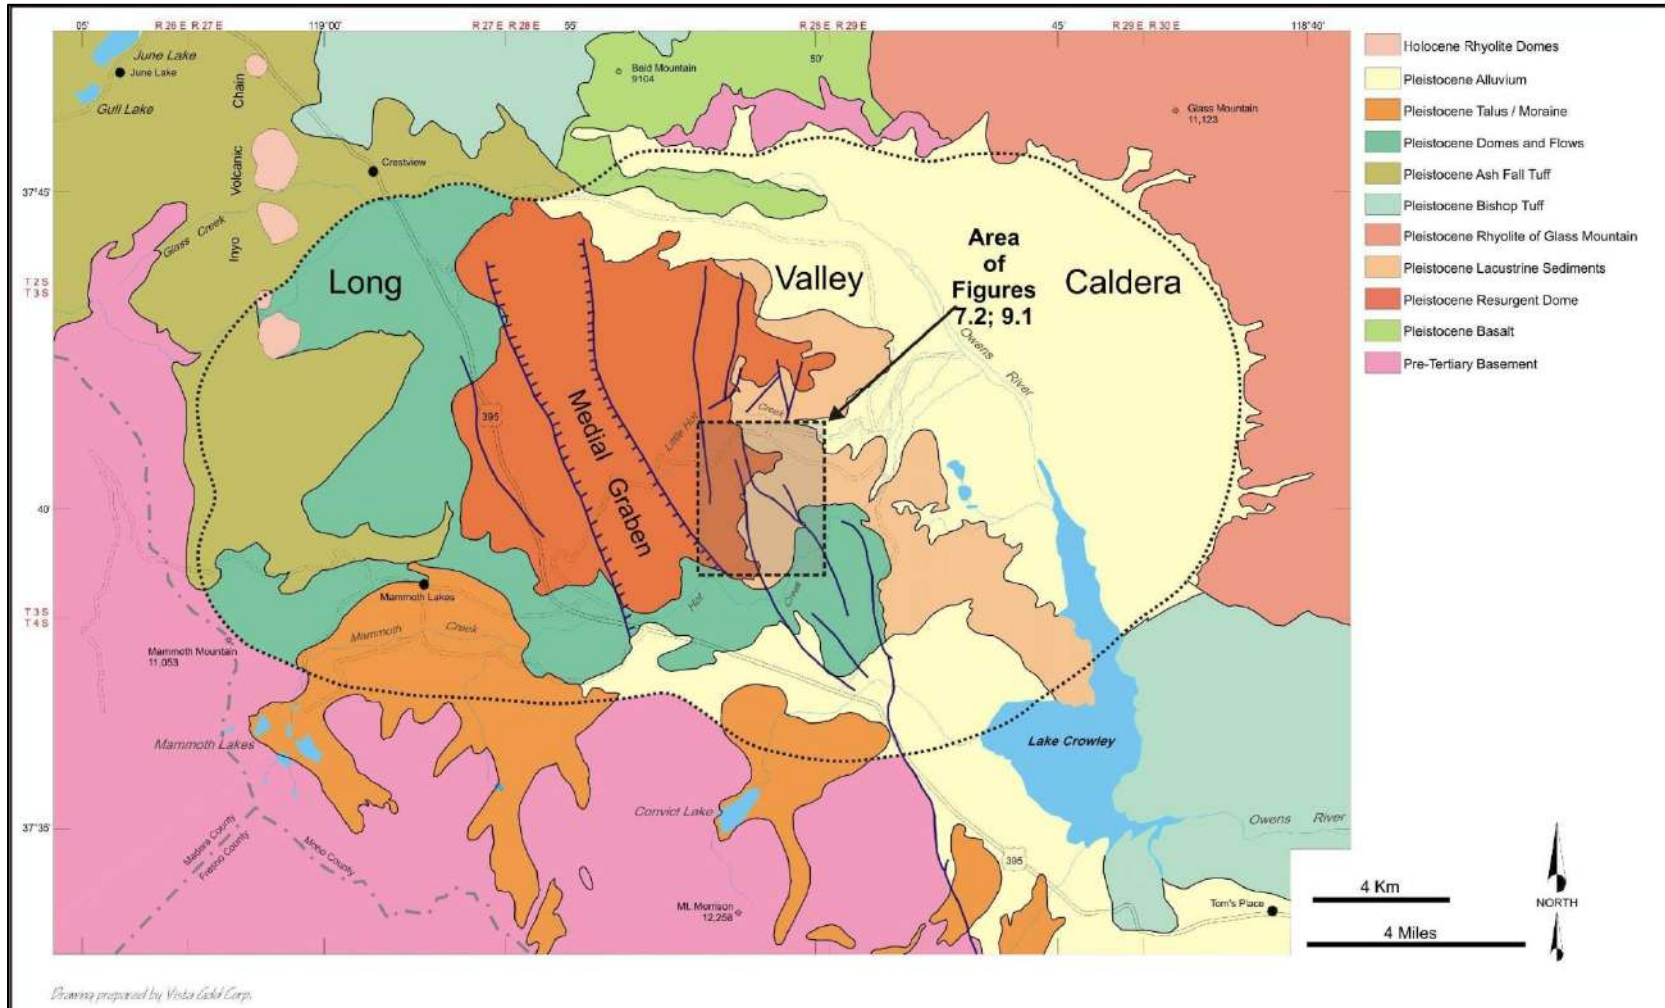 05'
R 26 E R 27 E
119°00'
R 27 E R 28 E
55'
R 28 E R 29 E
50'
45'
R 29 E R 30 E
118°40'
June Lake
June Lake
Gull Lake
Chain
Volcanic
Inyo
Glass Creek
Crestview
Bald Mountain
9104
Glass Mountain
11,123
37°45'
T 2 S
T 3 S
40'
T 3 S
T 4 S
37°35'
Long
Valley
Caldera
Area
of
Figures
7.2; 9.1
Owens
River
395
Medial
Graben
Little Hot
Creek
Hot
Creek
Mammoth Lakes
Mammoth Creek
Mammoth Mountain
11,053
Mammoth Lakes
Convict Lake
Lake Crowley
Owens River
Madera County
Fresno County
Mono County
Mt. Morrison
12,258
395
Tom's Place
Holocene Rhyolite Domes
Pleistocene Alluvium
Pleistocene Talus / Moraine
Pleistocene Domes and Flows
Pleistocene Ash Fall Tuff
Pleistocene Bishop Tuff
Pleistocene Rhyolite of Glass Mountain
Pleistocene Lacustrine Sediments
Pleistocene Resurgent Dome
Pleistocene Basalt
Pre-Tertiary Basement
4 Km
4 Miles
NORTH
Drawing prepared by Vista Gold Corp.